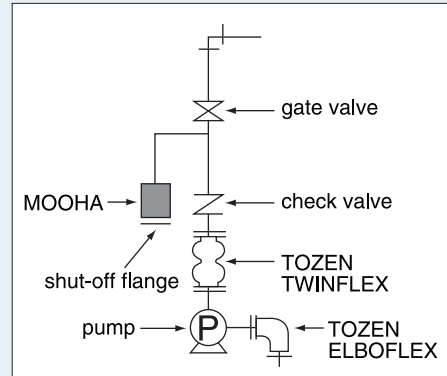 gate valve
MOOHA
check valve
shut-off flange
TOZEN
TWINFLEX
pump
P
TOZEN
ELBOFLEX